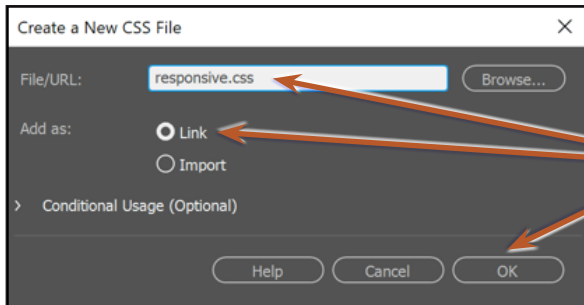 Create a New CSS File
File/URL: responsive.css Browse...
Add as: Link
Import
Conditional Usage (Optional)
Help Cancel OK